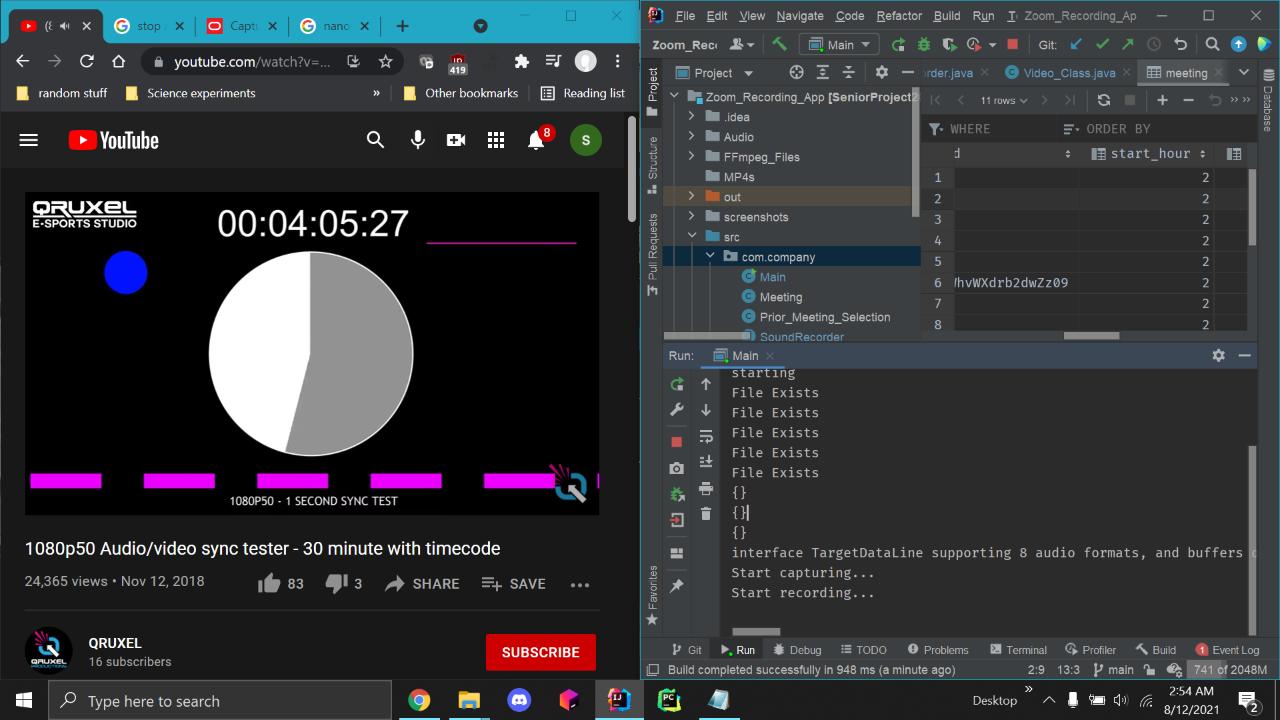 stop
Capt
nano
youtube.com/watch?v=...
419
random stuff
Science experiments
»
Other bookmarks
Reading list
YouTube
8
S
QRUXEL
E-SPORTS STUDIO
00:04:05:27
1080P50 - 1 SECOND SYNC TEST
1080p50 Audio/video sync tester - 30 minute with timecode
24,365 views • Nov 12, 2018
83
3
SHARE
SAVE
QRUXEL
16 subscribers
SUBSCRIBE
File Edit View Navigate Code Refactor Build Run Zoom_Recording_Ap
Zoom_Reco
Main
Git:
rder.java
Video_Class.java
meeting
Project
Project
Structure
Pull Requests
Favorites
Database
Zoom_Recording_App [SeniorProject2
.idea
Audio
FFmpeg_Files
MP4s
out
screenshots
src
com.company
Main
Meeting
Prior_Meeting_Selection
SoundRecorder
11 rows
WHERE
ORDER BY
d
start_hour
1 2
2 2
3 2
4 2
5 2
6 hvWXdrb2dwZz09 2
7 2
8 2
Run:
Main
starting
File Exists
File Exists
File Exists
File Exists
File Exists
{}
{}
{}
interface TargetDataLine supporting 8 audio formats, and buffers
Start capturing...
Start recording...
Git
Run
Debug
TODO
Problems
Terminal
Profiler
Build
1
Event Log
Build completed successfully in 948 ms (a minute ago)
2:9
13:3
main
741 of 2048M
Type here to search
PC
Desktop
»
2:54 AM
8/12/2021
2